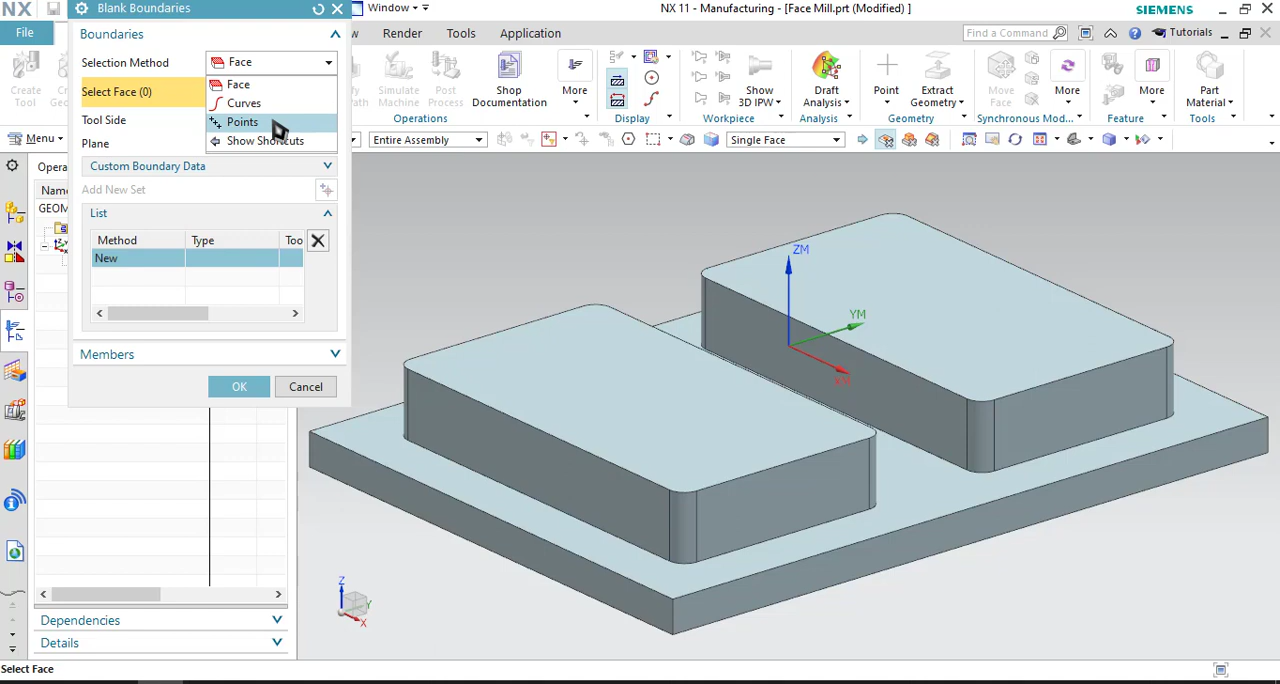 NX
Blank Boundaries
Window
NX 11 - Manufacturing - [Face Mill.prt (Modified) ]
SIEMENS
File
Boundaries
Render
Tools
Application
Find a Command
Tutorials
Selection Method
Face
Select Face (0)
Face
Curves
Points
Show Shortcuts
Tool Side
Plane
Custom Boundary Data
Add New Set
List
Method
Type
Too
New
Members
OK
Cancel
Create
Tool
Simulate
Machine
Post
Process
Shop
Documentation
More
Operations
Display
Show
3D IPW
Workpiece
Draft
Analysis
Analysis
Point
Extract
Geometry
Geometry
Move
Face
More
Synchronous Mod...
More
Feature
Part
Material
Tools
Menu
Entire Assembly
Single Face
Opera
Name
GEOM
ZM
YM
XM
Z
Y
X
Dependencies
Details
Select Face